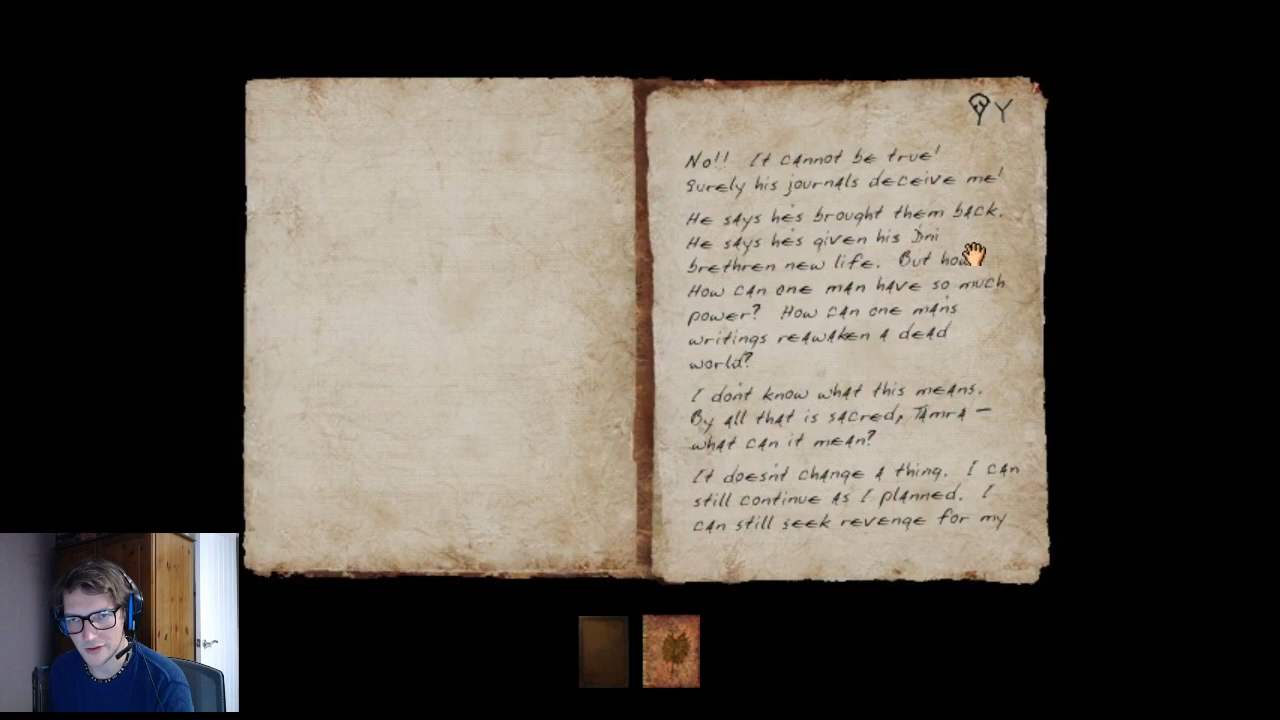 No!! It cannot be true!
Surely his journals deceive me!
He says he's brought them back.
He says he's given his Dni
brethren new life. But how
How can one man have so much
power? How can one man's
writings reawaken a dead
world?
I don't know what this means.
By all that is sacred, Tamra —
what can it mean?
It doesn't change a thing. I can
still continue as I planned. I
can still seek revenge for my